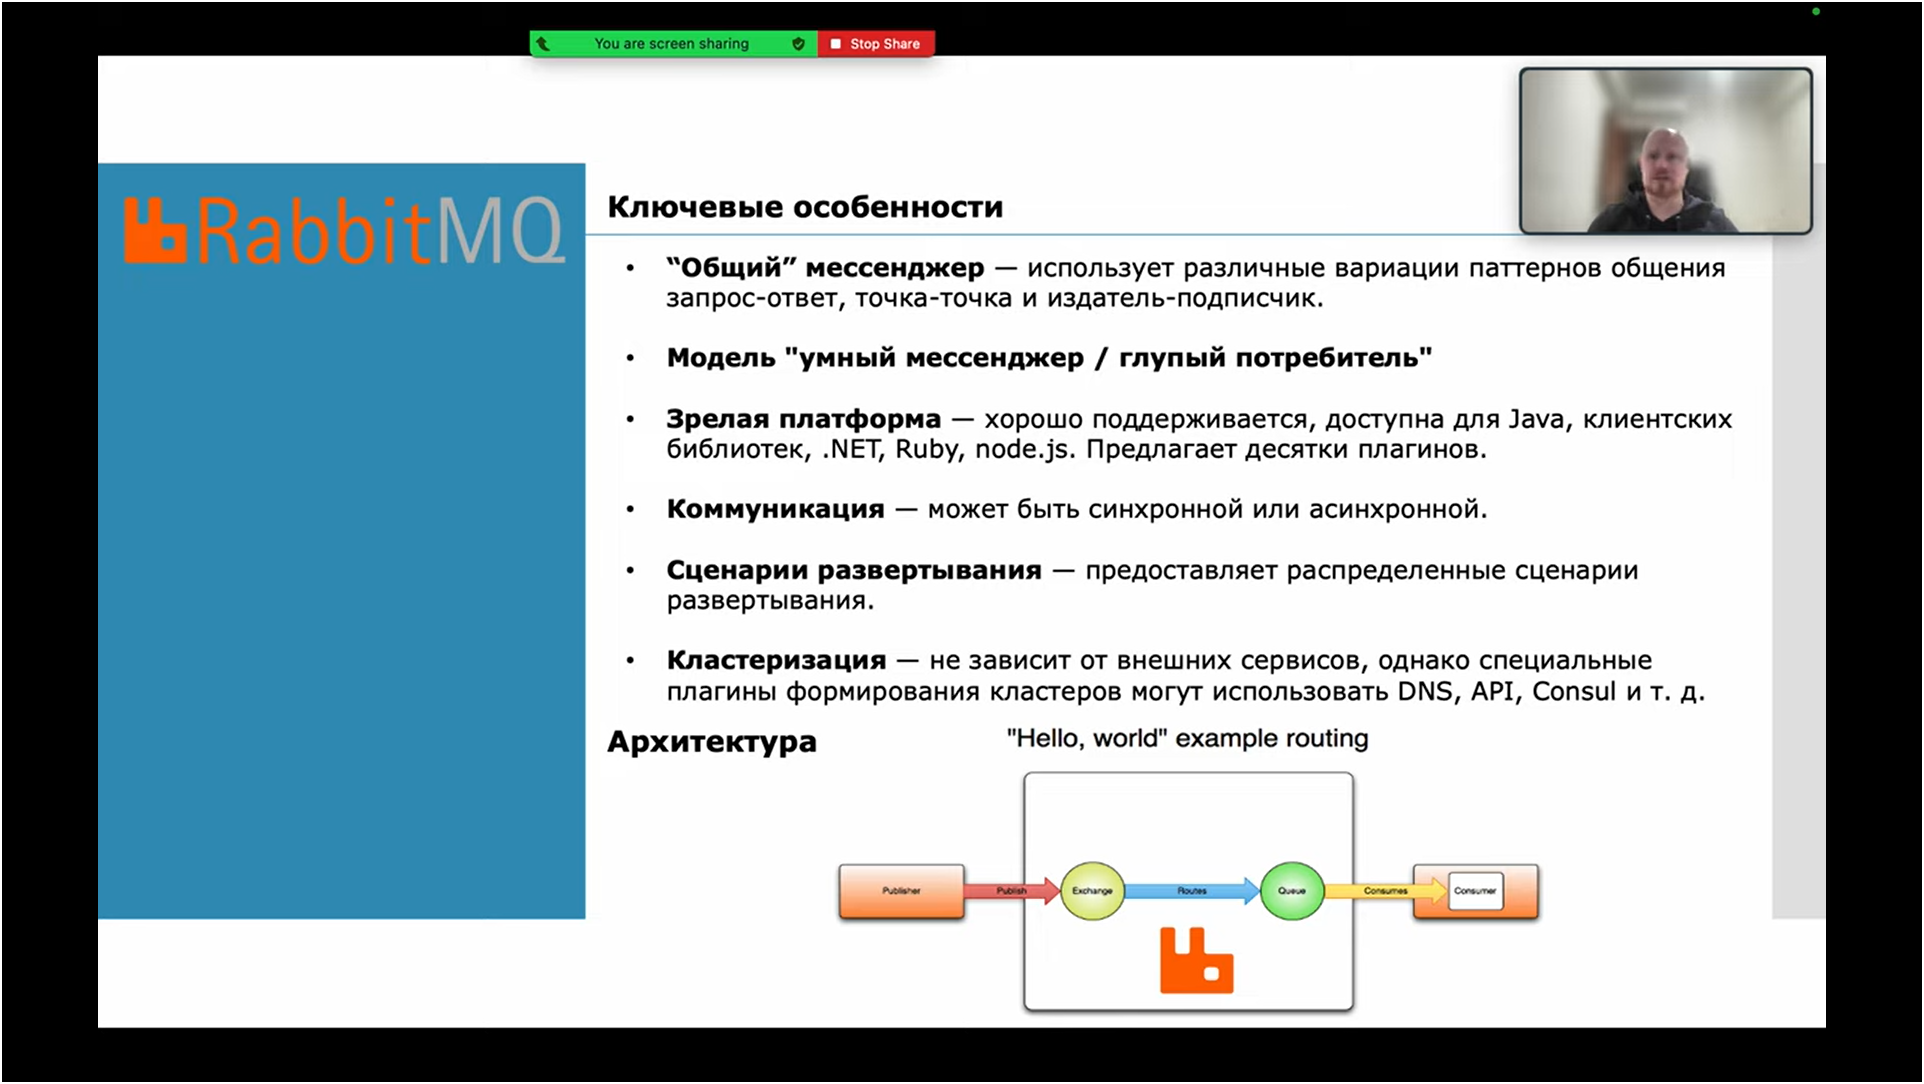 You are screen sharing
Stop Share
RabbitMQ
Ключевые особенности
• “Общий” мессенджер — использует различные вариации паттернов общения
запрос-ответ, точка-точка и издатель-подписчик.
• Модель "умный мессенджер / глупый потребитель"
• Зрелая платформа — хорошо поддерживается, доступна для Java, клиентских
библиотек, .NET, Ruby, node.js. Предлагает десятки плагинов.
• Коммуникация — может быть синхронной или асинхронной.
• Сценарии развертывания — предоставляет распределенные сценарии
развертывания.
• Кластеризация — не зависит от внешних сервисов, однако специальные
плагины формирования кластеров могут использовать DNS, API, Consul и т. д.
Архитектура
"Hello, world" example routing
Publisher
Publish
Exchange
Routes
Queue
Consumes
Consumer